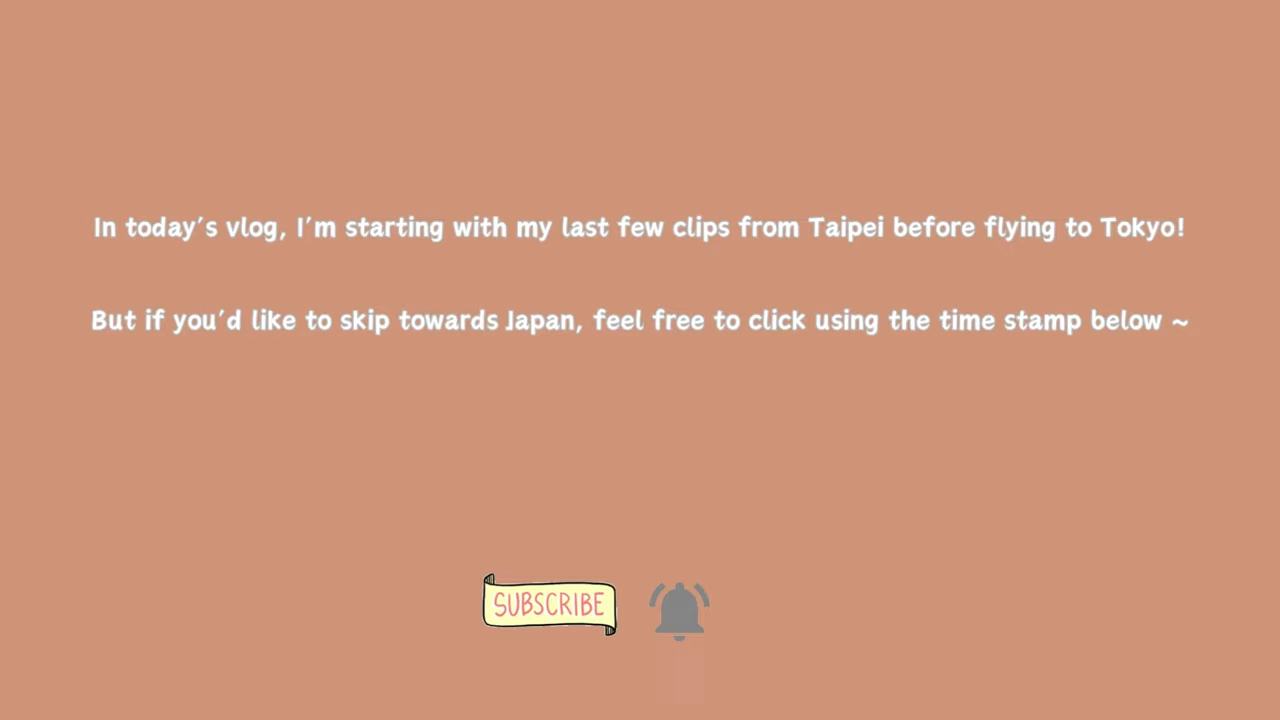 In today's vlog, I'm starting with my last few clips from Taipei before flying to Tokyo!
But if you'd like to skip towards Japan, feel free to click using the time stamp below ~
SUBSCRIBE